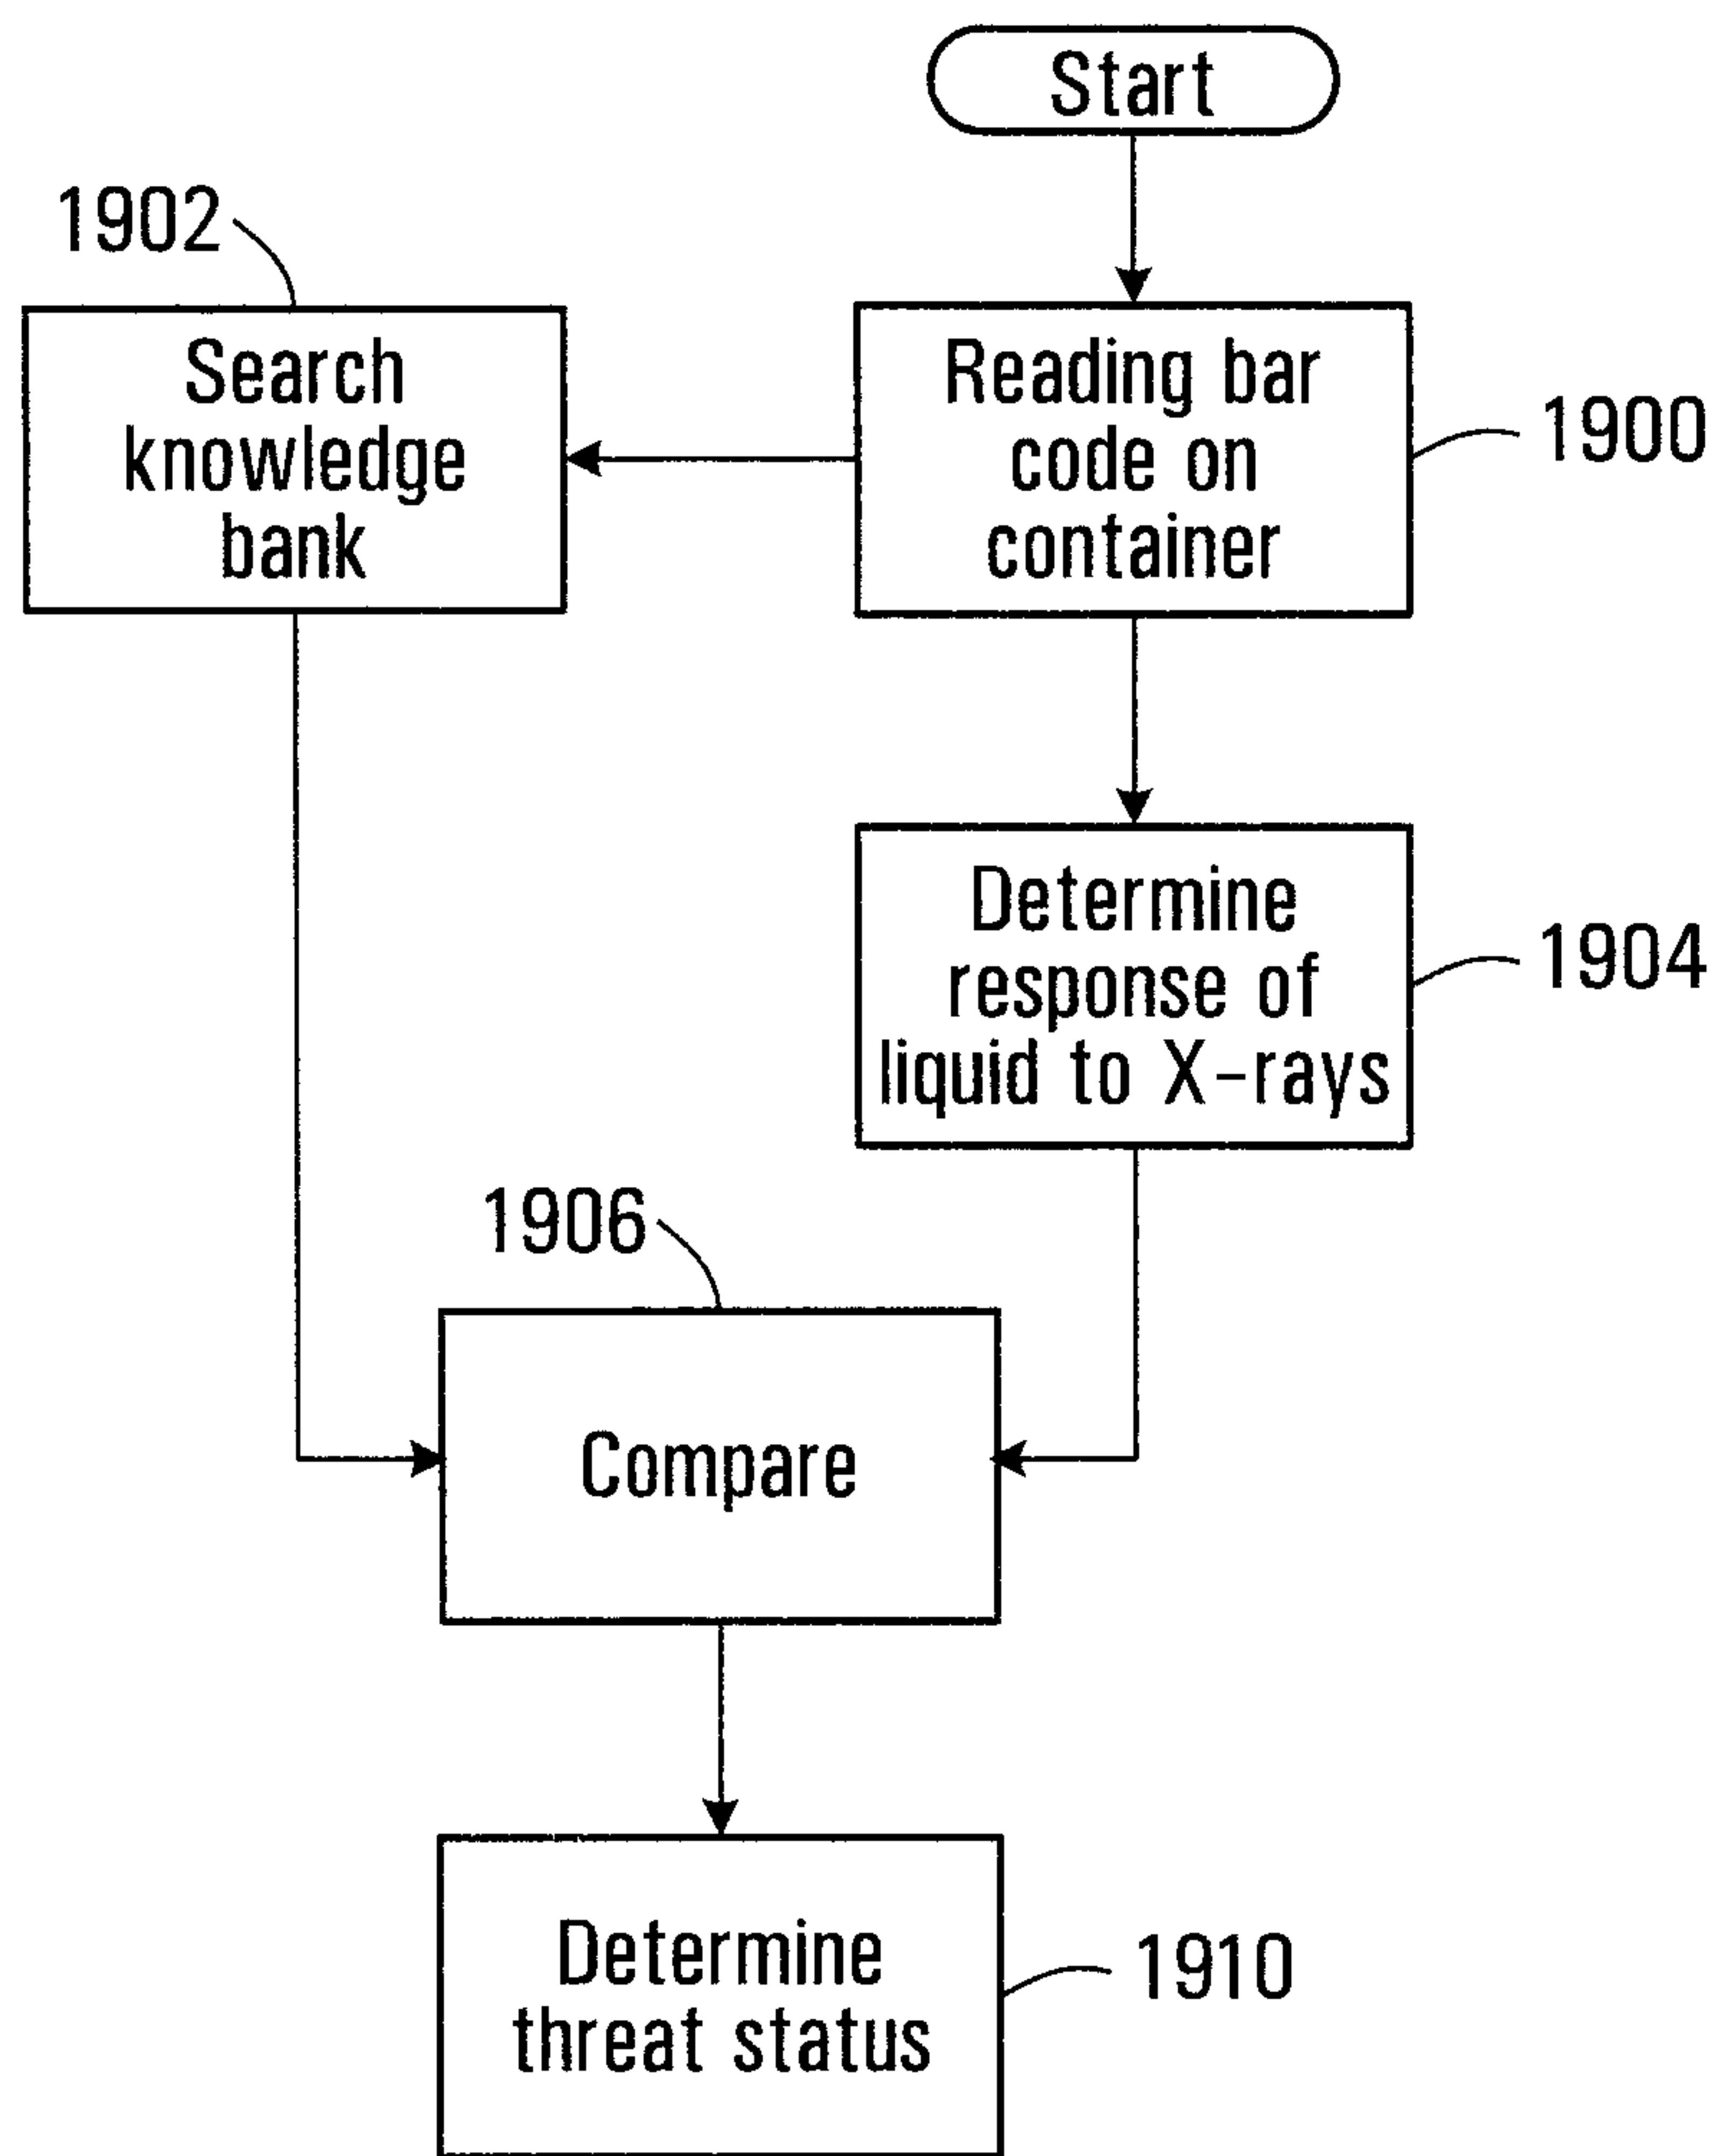 Start
1902
Search
knowledge
bank
Reading bar
code on
container
1900
Determine
response of
liquid to X-rays
1904
1906
Compare
Determine
threat status
1910